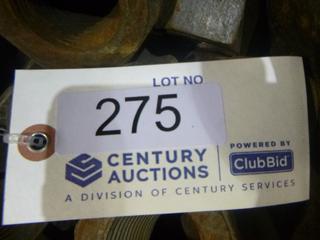 LOT NO
275
CENTURY
AUCTIONS
POWERED BY
ClubBid
A DIVISION OF CENTURY SERVICES